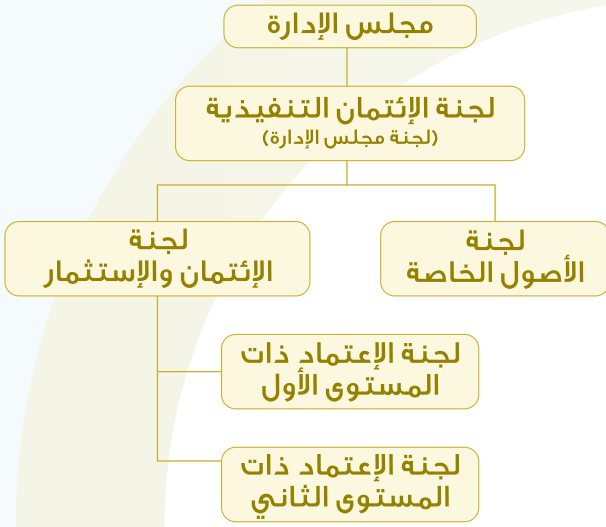 مجلس الإدارة
لجنة الإئتمان التنفيذية
(لجنة مجلس الإدارة)
لجنة
الأصول الخاصة
لجنة
الإئتمان والإستثمار
لجنة الإعتماد ذات
المستوى الأول
لجنة الإعتماد ذات
المستوى الثاني